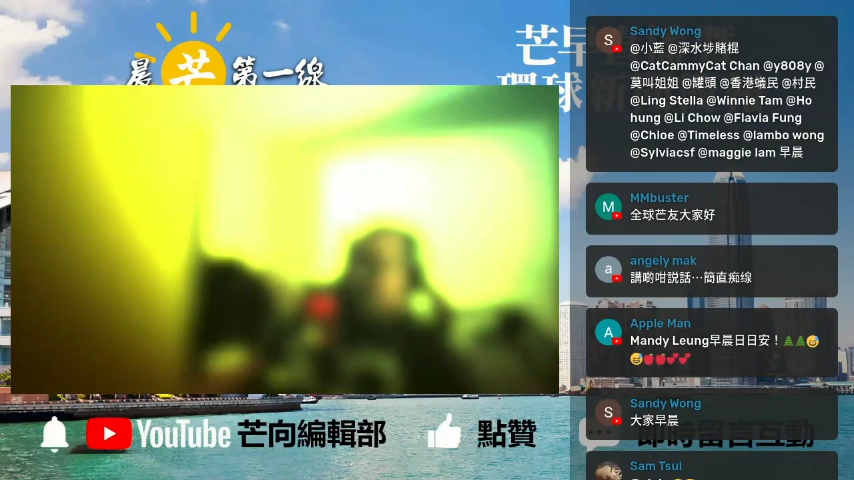 晨 芒 第一線
芒早
環球新
Sandy Wong
@小藍 @深水埗賭棍
@CatCammyCat Chan @y808y @
莫叫姐姐 @罐頭 @香港蟻民 @村民
@Ling Stella @Winnie Tam @Ho
hung @Li Chow @Flavia Fung
@Chloe @Timeless @lambo wong
@Sylviacsf @maggie lam 早晨
MMbuster
全球芒友大家好
angely mak
講啲咁説話⋯簡直痴線
Apple Man
Mandy Leung早晨日日安！🌲🌲😅
😅🍎🍎💕💕
Sandy Wong
大家早晨
Sam Tsui
YouTube 芒向編輯部
點贊
即時留言互動